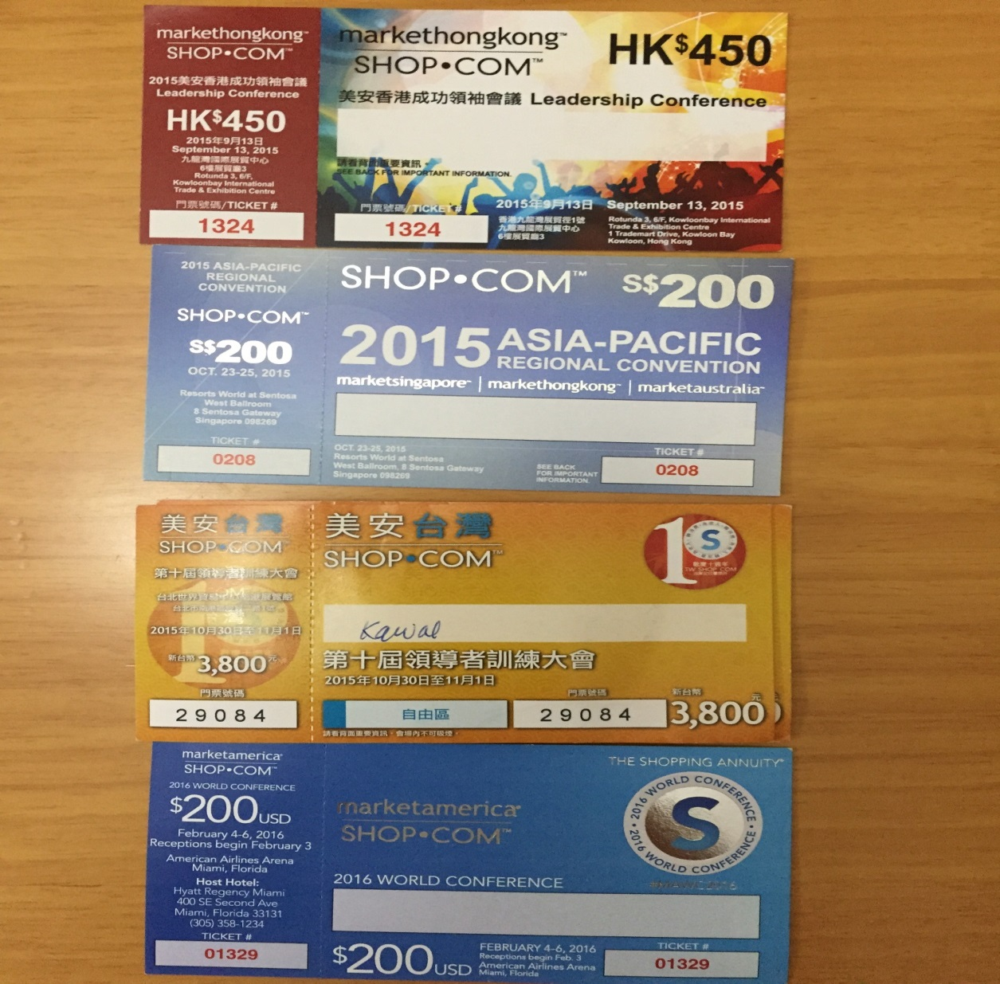 markethongkong™
SHOP•COM™
2015美安香港成功領袖會議
Leadership Conference
HK$450
2015年9月13日
September 13, 2015
九龍灣國際展貿中心
6樓展貿廳3
Rotunda 3, 6/F,
Kowloonbay International
Trade & Exhibition Centre
門票號碼/TICKET #
1324
markethongkong™
SHOP•COM™
HK$450
美安香港成功領袖會議 Leadership Conference
請看背面重要資訊。
SEE BACK FOR IMPORTANT INFORMATION.
門票號碼/TICKET #
1324
2015年9月13日 September 13, 2015
香港九龍灣展貿徑1號
九龍灣國際展貿中心
6樓展貿廳3
Rotunda 3, 6/F, Kowloonbay International
Trade & Exhibition Centre
1 Trademart Drive, Kowloon Bay
Kowloon, Hong Kong
2015 ASIA-PACIFIC
REGIONAL
CONVENTION
SHOP•COM™
S$200
OCT. 23-25, 2015
Resorts World at Sentosa
West Ballroom
8 Sentosa Gateway
Singapore 098269
TICKET #
0208
SHOP•COM™
S$200
2015 ASIA-PACIFIC
REGIONAL CONVENTION
marketsingapore™ | markethongkong™ | marketaustralia™
OCT. 23-25, 2015
Resorts World at Sentosa
West Ballroom, 8 Sentosa Gateway
Singapore 098269
SEE BACK
FOR IMPORTANT
INFORMATION.
TICKET #
0208
美安台灣
SHOP•COM™
第十屆領導者訓練大會
2015年10月30日至11月1日
新台幣 3,800元
門票號碼
29084
美安台灣
SHOP•COM™
Kawal
第十屆領導者訓練大會
2015年10月30日至11月1日
自由區
門票號碼
29084
新台幣
3,800元
請看背面重要資訊。會場內不可吸煙。
marketamerica®
SHOP•COM™
2016 WORLD CONFERENCE
$200USD
February 4-6, 2016
Receptions begin February 3
American Airlines Arena
Miami, Florida
Host Hotel:
Hyatt Regency Miami
400 SE Second Ave
Miami, Florida 33131
(305) 358-1234
TICKET #
01329
THE SHOPPING ANNUITY®
marketamerica®
SHOP•COM™
2016 WORLD CONFERENCE • 2016 WORLD CONFERENCE •
S
#MAWC2016
2016 WORLD CONFERENCE
$200USD
FEBRUARY 4-6, 2016
Receptions begin Feb. 3
American Airlines Arena
Miami, Florida
TICKET #
01329